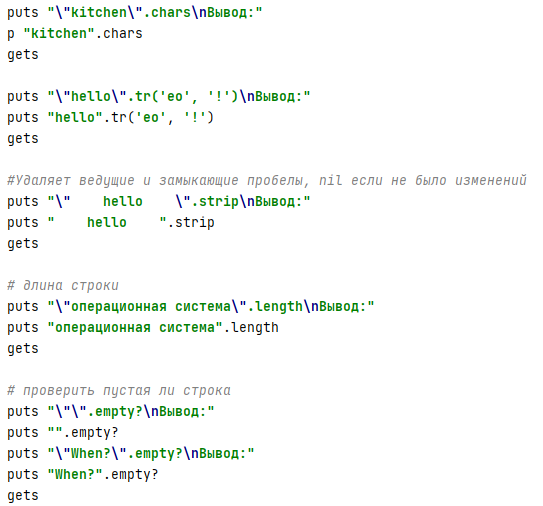 puts "\"kitchen\".chars\nВывод:"
p "kitchen".chars
gets

puts "\"hello\".tr('eo', '!')\nВывод:"
puts "hello".tr('eo', '!')
gets

#Удаляет ведущие и замыкающие пробелы, nil если не было изменений
puts "\"    hello    \".strip\nВывод:"
puts "    hello    ".strip
gets

# длина строки
puts "\"операционная система\".length\nВывод:"
puts "операционная система".length
gets

# проверить пустая ли строка
puts "\"\".empty?\nВывод:"
puts "".empty?
puts "\"When?\".empty?\nВывод:"
puts "When?".empty?
gets